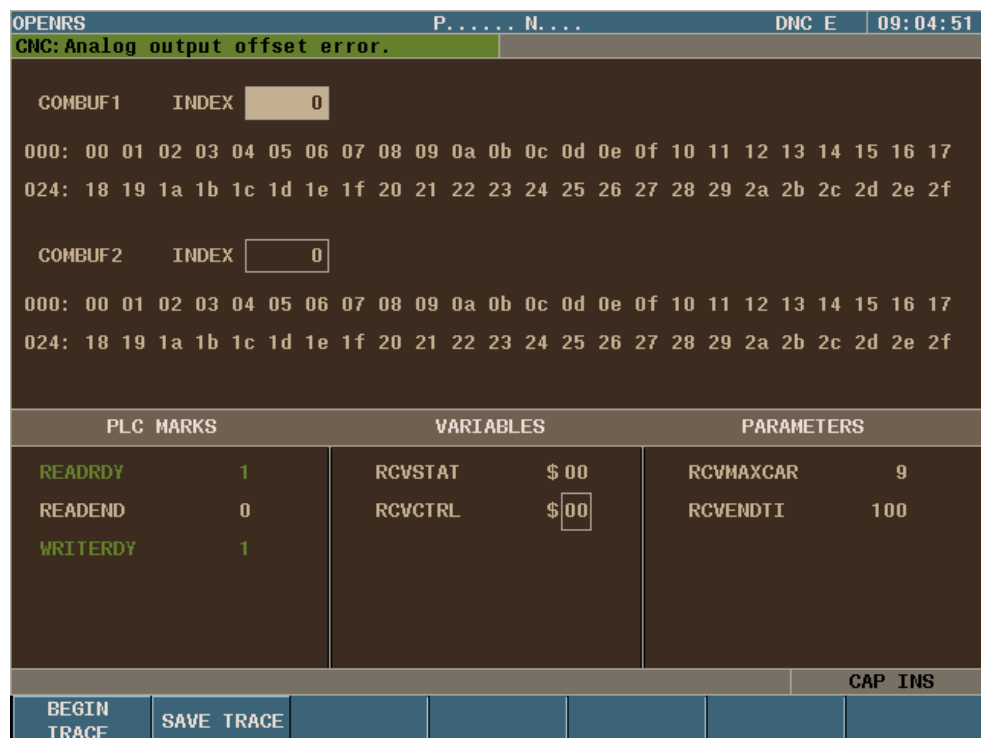 OPENRS P...... N.... DNC E 09:04:51
CNC:Analog output offset error.
COMBUF1 INDEX 0
000: 00 01 02 03 04 05 06 07 08 09 0a 0b 0c 0d 0e 0f 10 11 12 13 14 15 16 17
024: 18 19 1a 1b 1c 1d 1e 1f 20 21 22 23 24 25 26 27 28 29 2a 2b 2c 2d 2e 2f
COMBUF2 INDEX 0
000: 00 01 02 03 04 05 06 07 08 09 0a 0b 0c 0d 0e 0f 10 11 12 13 14 15 16 17
024: 18 19 1a 1b 1c 1d 1e 1f 20 21 22 23 24 25 26 27 28 29 2a 2b 2c 2d 2e 2f
PLC MARKS VARIABLES PARAMETERS
READRDY 1 RCVSTAT $00 RCVMAXCAR 9
READEND 0 RCVCTRL $00 RCVENDTI 100
WRITERDY 1
CAP INS
BEGIN
TRACE SAVE TRACE